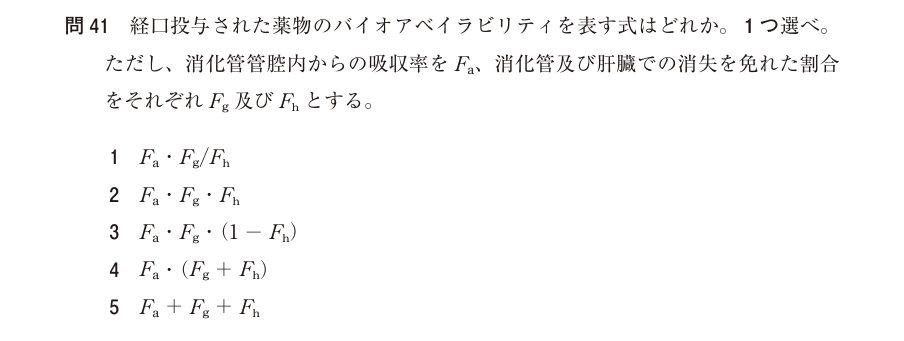 問 41　経口投与された薬物のバイオアベイラビリティを表す式はどれか。1つ選べ。
ただし、消化管管腔内からの吸収率を Fa、消化管及び肝臓での消失を免れた割合
をそれぞれ Fg 及び Fh とする。
1　Fa・Fg/Fh
2　Fa・Fg・Fh
3　Fa・Fg・(1 − Fh)
4　Fa・(Fg + Fh)
5　Fa + Fg + Fh